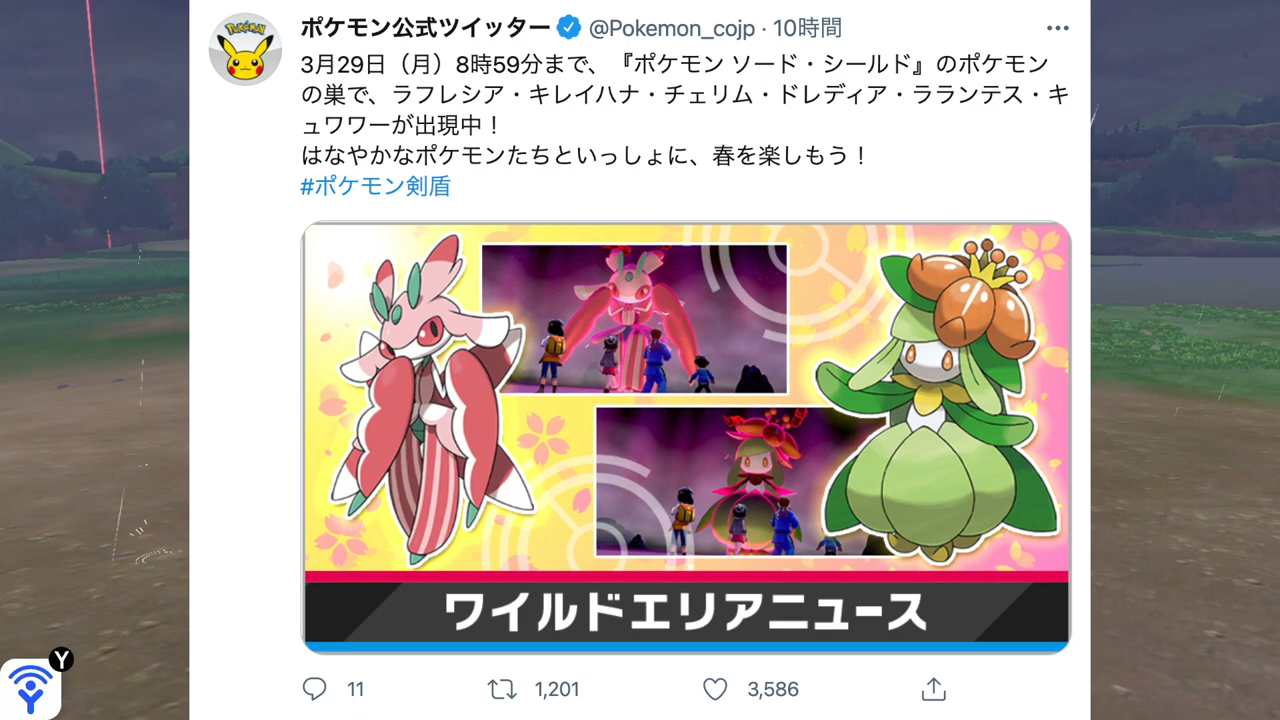 ポケモン公式ツイッター @Pokemon_cojp · 10時間
3月29日（月）8時59分まで、『ポケモン ソード・シールド』のポケモン
の巣で、ラフレシア・キレイハナ・チェリム・ドレディア・ラランテス・キ
ュワワーが出現中！
はなやかなポケモンたちといっしょに、春を楽しもう！
#ポケモン剣盾
ワイルドエリアニュース
11 1,201 3,586
Y